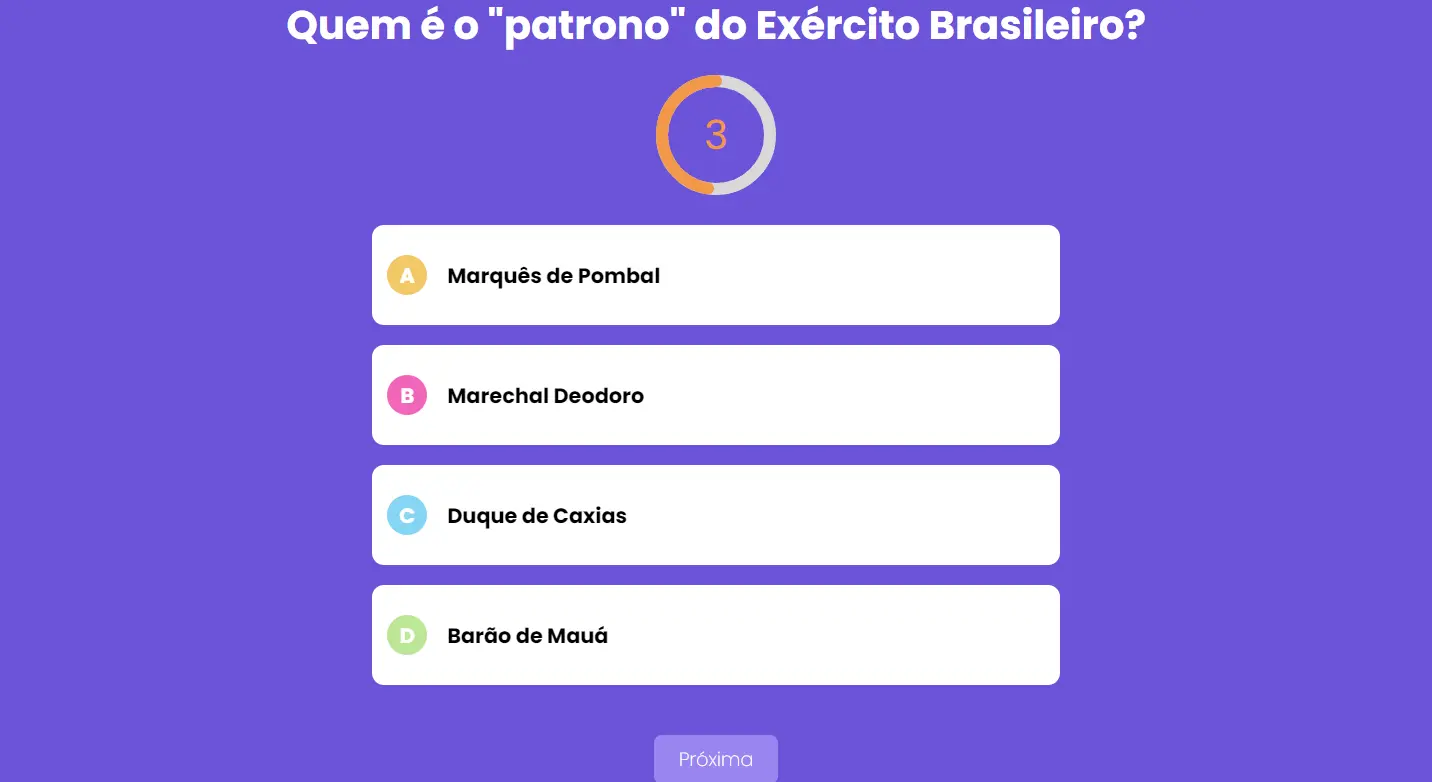 Quem é o "patrono" do Exército Brasileiro?
3
A Marquês de Pombal
B Marechal Deodoro
C Duque de Caxias
D Barão de Mauá
Próxima